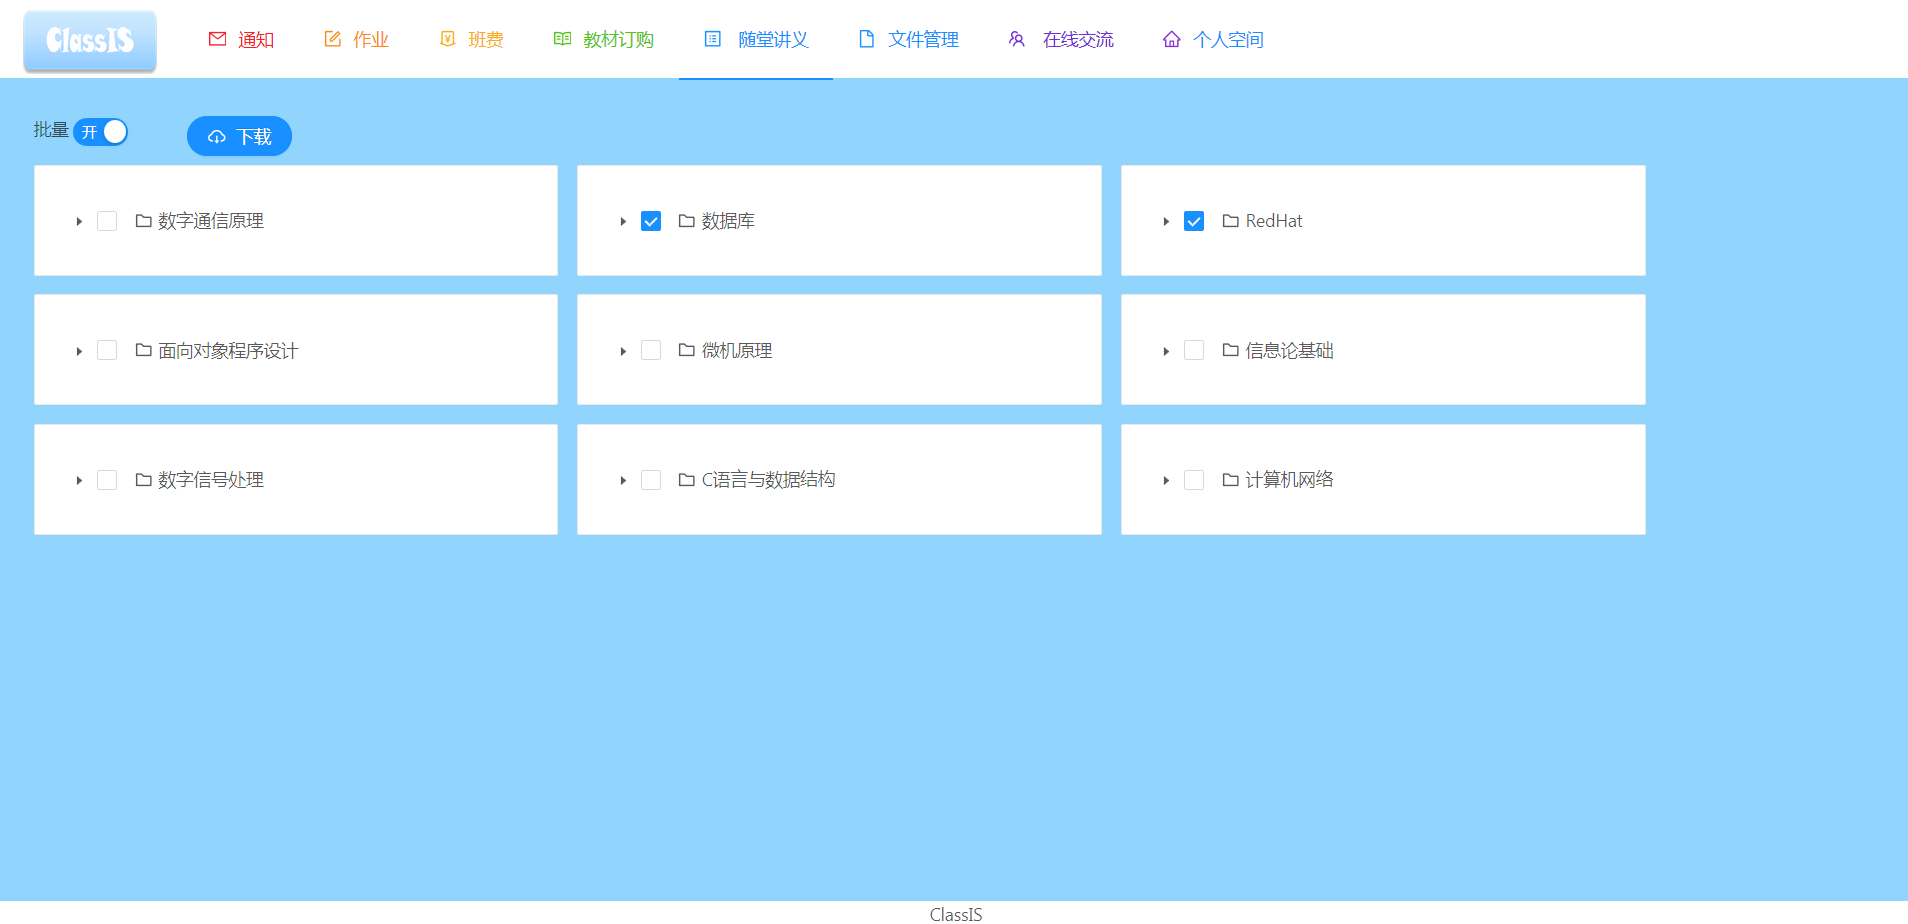 ClassIS 通知 作业 班费 教材订购 随堂讲义 文件管理 在线交流 个人空间
批量 开 下载
数字通信原理 数据库 RedHat
面向对象程序设计 微机原理 信息论基础
数字信号处理 C语言与数据结构 计算机网络
ClassIS